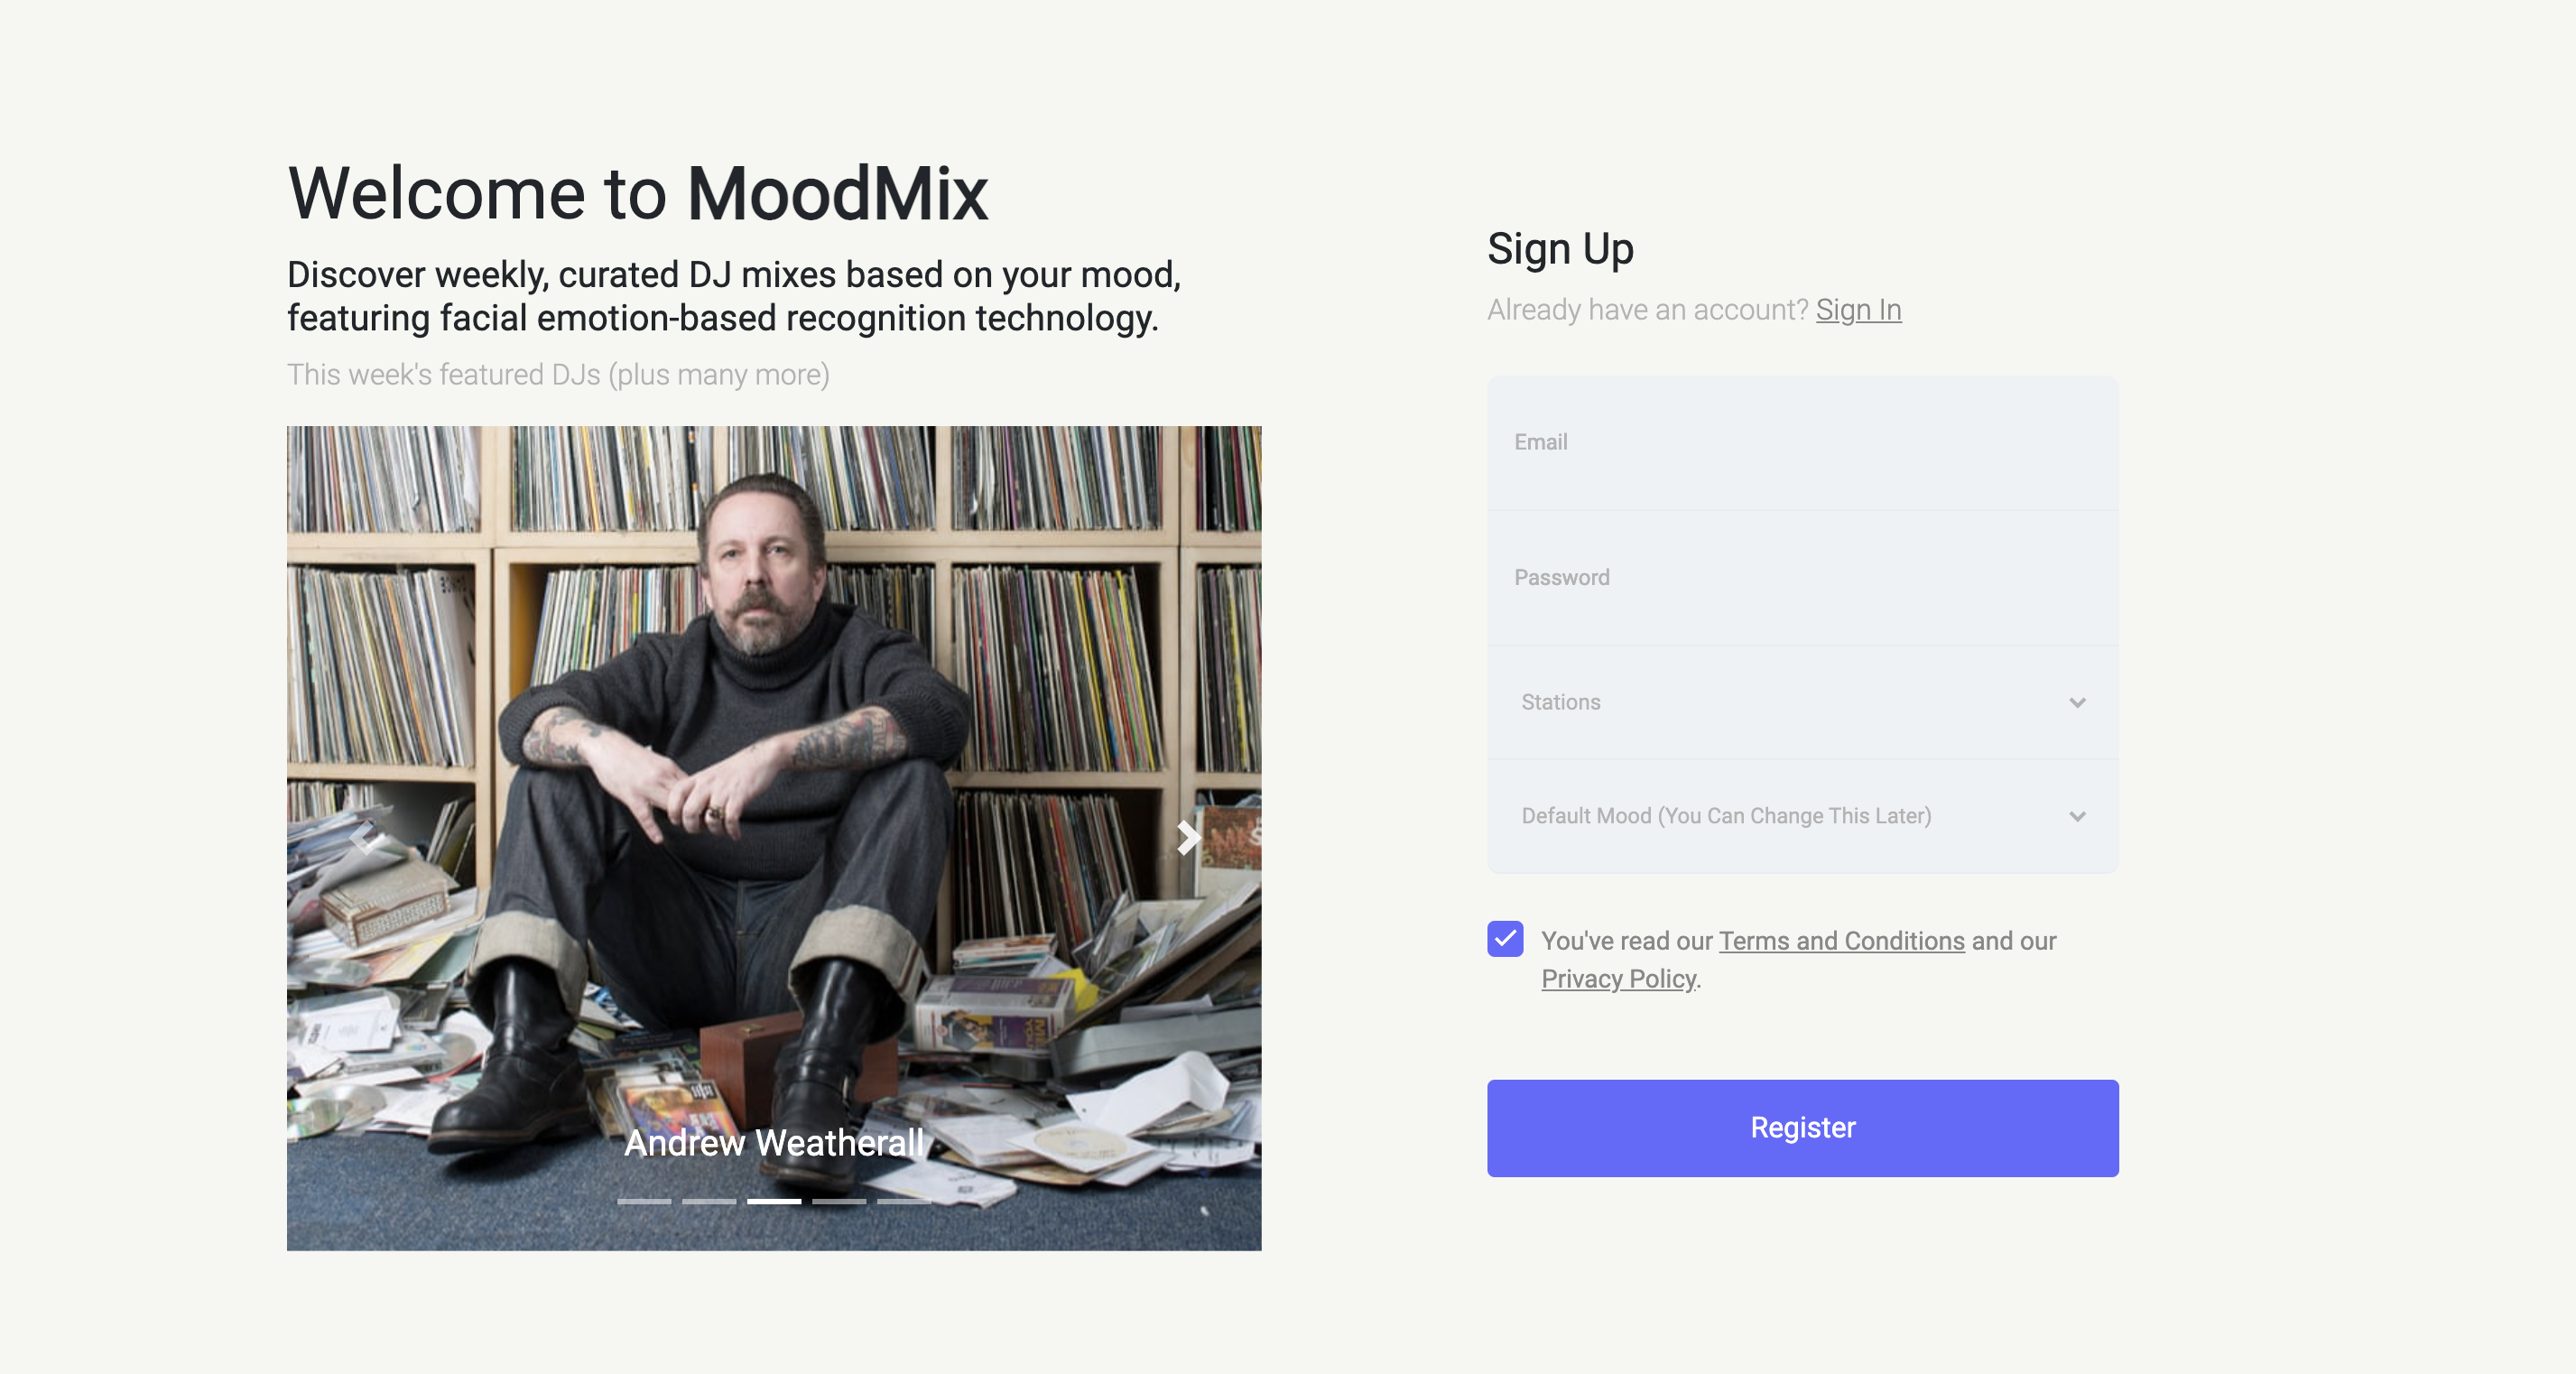 Welcome to MoodMix
Discover weekly, curated DJ mixes based on your mood,
featuring facial emotion-based recognition technology.
This week's featured DJs (plus many more)
Andrew Weatherall
Sign Up
Already have an account? Sign In
Email
Password
Stations
Default Mood (You Can Change This Later)
You've read our Terms and Conditions and our
Privacy Policy.
Register